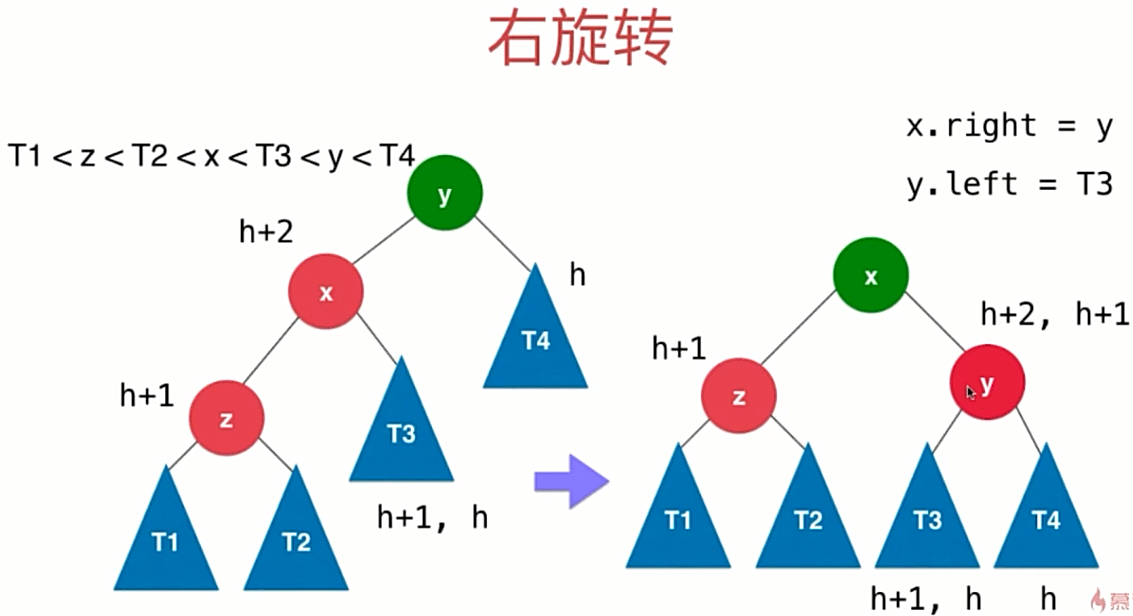 右旋转
x.right = y
T1 < z < T2 < x < T3 < y < T4
y.left = T3
y
h+2
x
h
T4
h+1
z
T3
h+1, h
T1
T2
x
h+2, h+1
h+1
z
y
T1
T2
T3
T4
h+1, h
h
慕